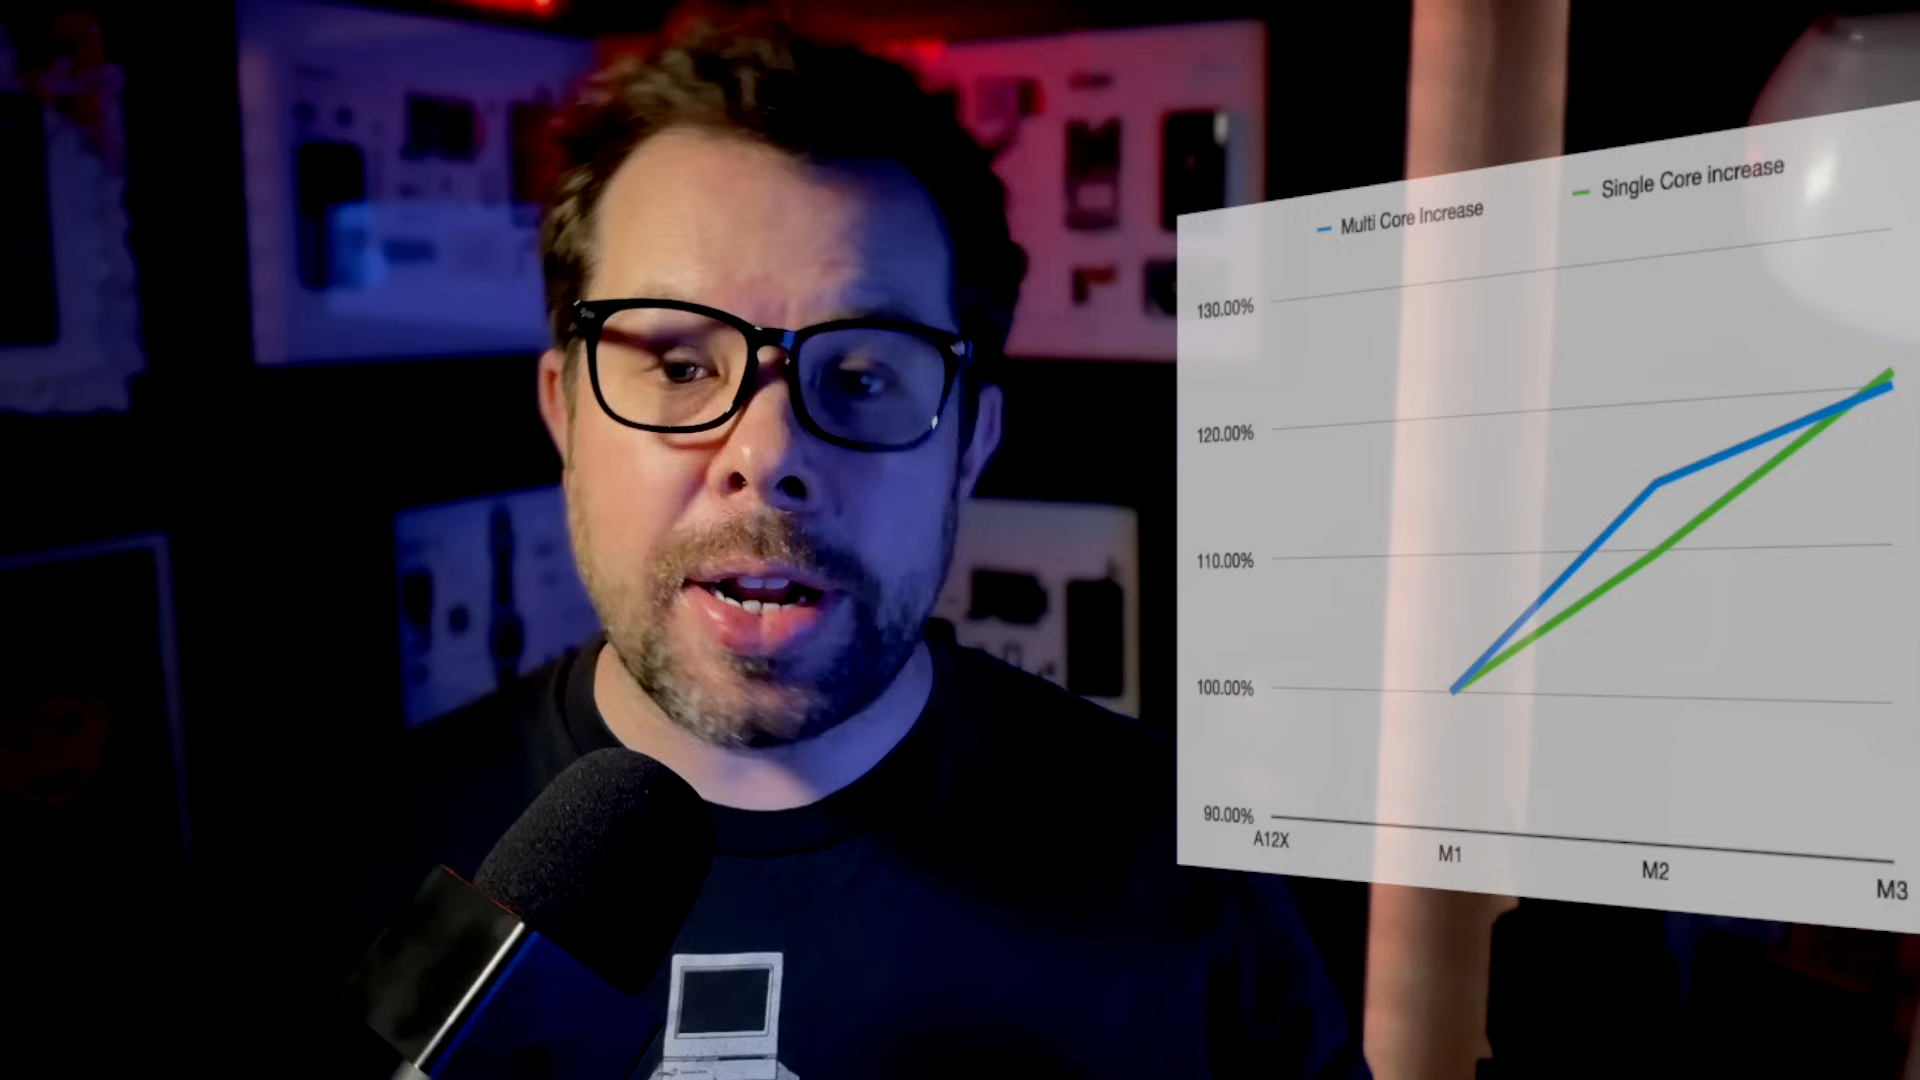 Multi Core Increase
Single Core increase
130.00%
120.00%
110.00%
100.00%
90.00%
A12X
M1
M2
M3